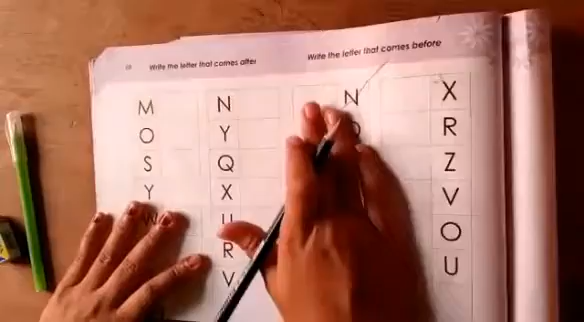 Write the letter that comes after
Write the letter that comes before
M N N X
O Y R
S Q Z
Y X V
U O
R U
V